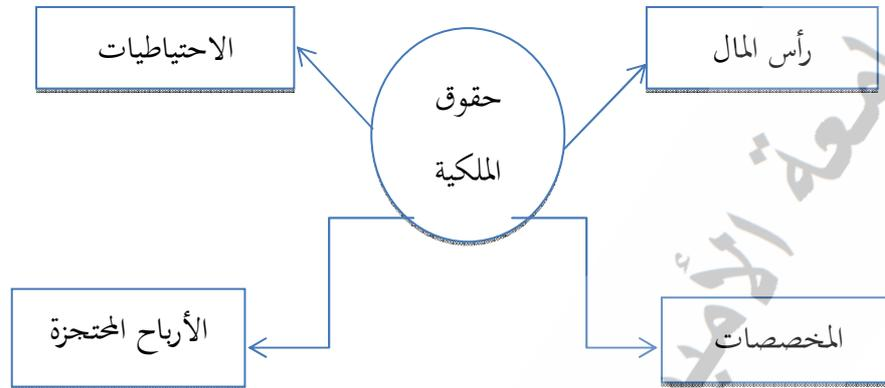 رأس المال
الاحتياطيات
حقوق
الملكية
المخصصات
الأرباح المحتجزة